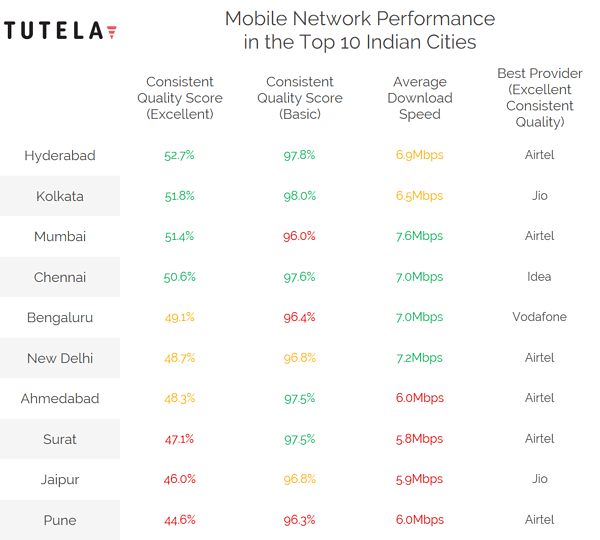 TUTELA
Mobile Network Performance
in the Top 10 Indian Cities
Consistent Quality Score (Excellent)
Consistent Quality Score (Basic)
Average Download Speed
Best Provider (Excellent Consistent Quality)
Hyderabad 52.7% 97.8% 6.9Mbps Airtel
Kolkata 51.8% 98.0% 6.5Mbps Jio
Mumbai 51.4% 96.0% 7.6Mbps Airtel
Chennai 50.6% 97.6% 7.0Mbps Idea
Bengaluru 49.1% 96.4% 7.0Mbps Vodafone
New Delhi 48.7% 96.8% 7.2Mbps Airtel
Ahmedabad 48.3% 97.5% 6.0Mbps Airtel
Surat 47.1% 97.5% 5.8Mbps Airtel
Jaipur 46.0% 96.8% 5.9Mbps Jio
Pune 44.6% 96.3% 6.0Mbps Airtel